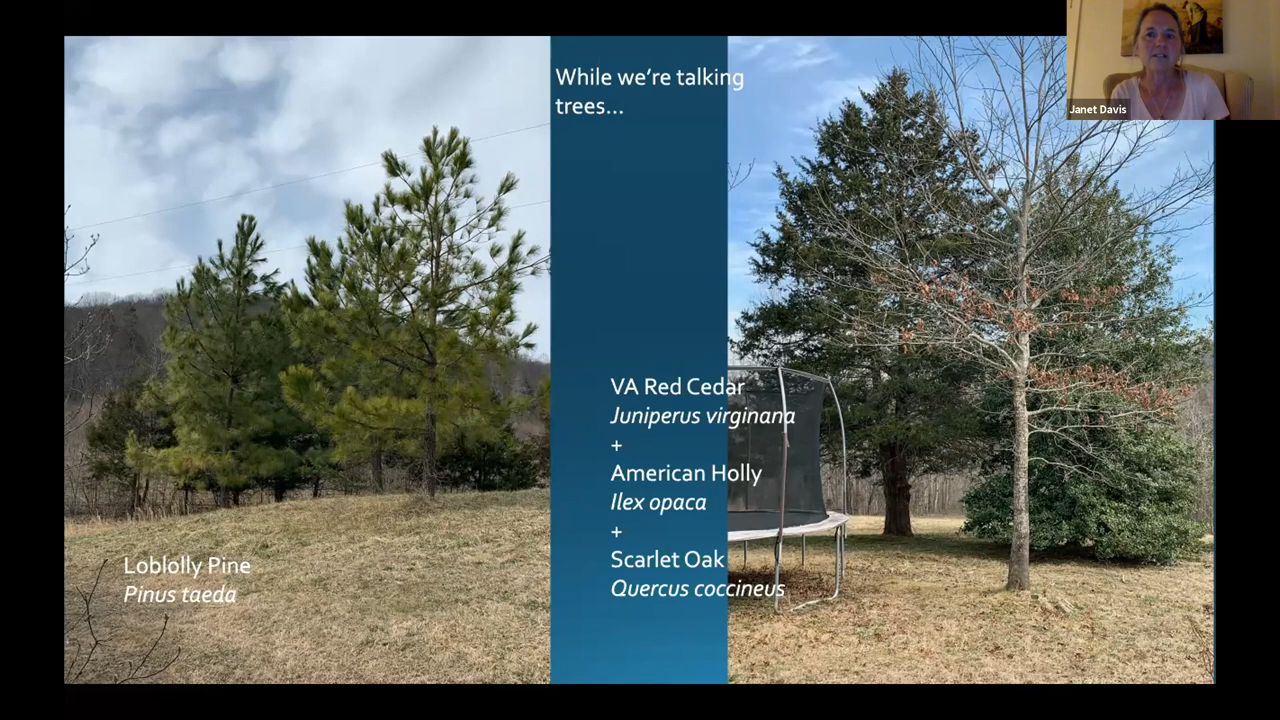 While we're talking
trees...
Janet Davis
VA Red Cedar
Juniperus virginana
+
American Holly
Ilex opaca
+
Scarlet Oak
Quercus coccineus
Loblolly Pine
Pinus taeda